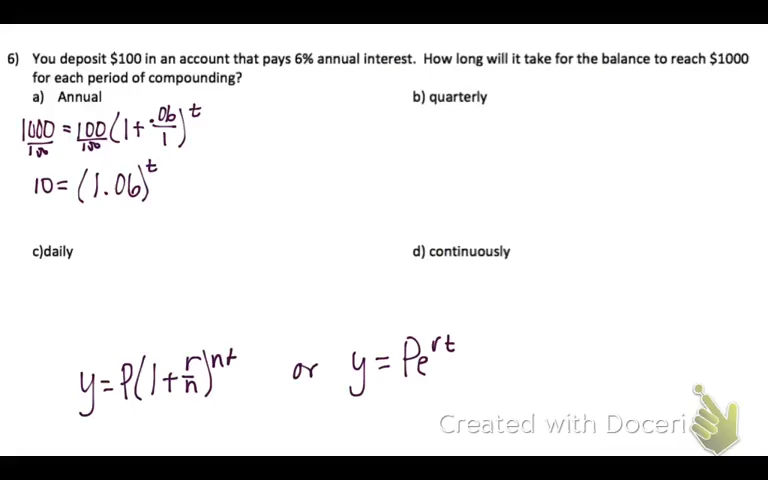 6) You deposit $100 in an account that pays 6% annual interest. How long will it take for the balance to reach $1000
for each period of compounding?
a) Annual
b) quarterly
1000/100 = 100/100 (1 + .06/1)^t
10 = (1.06)^t
c)daily
d) continuously
y = P(1 + r/n)^nt or y = Pe^rt
Created with Doceri